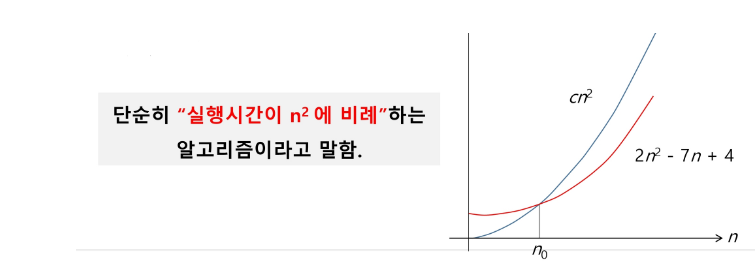 단순히 “실행시간이 n² 에 비례”하는
알고리즘이라고 말함.
cn²
2n² - 7n + 4
n
n₀